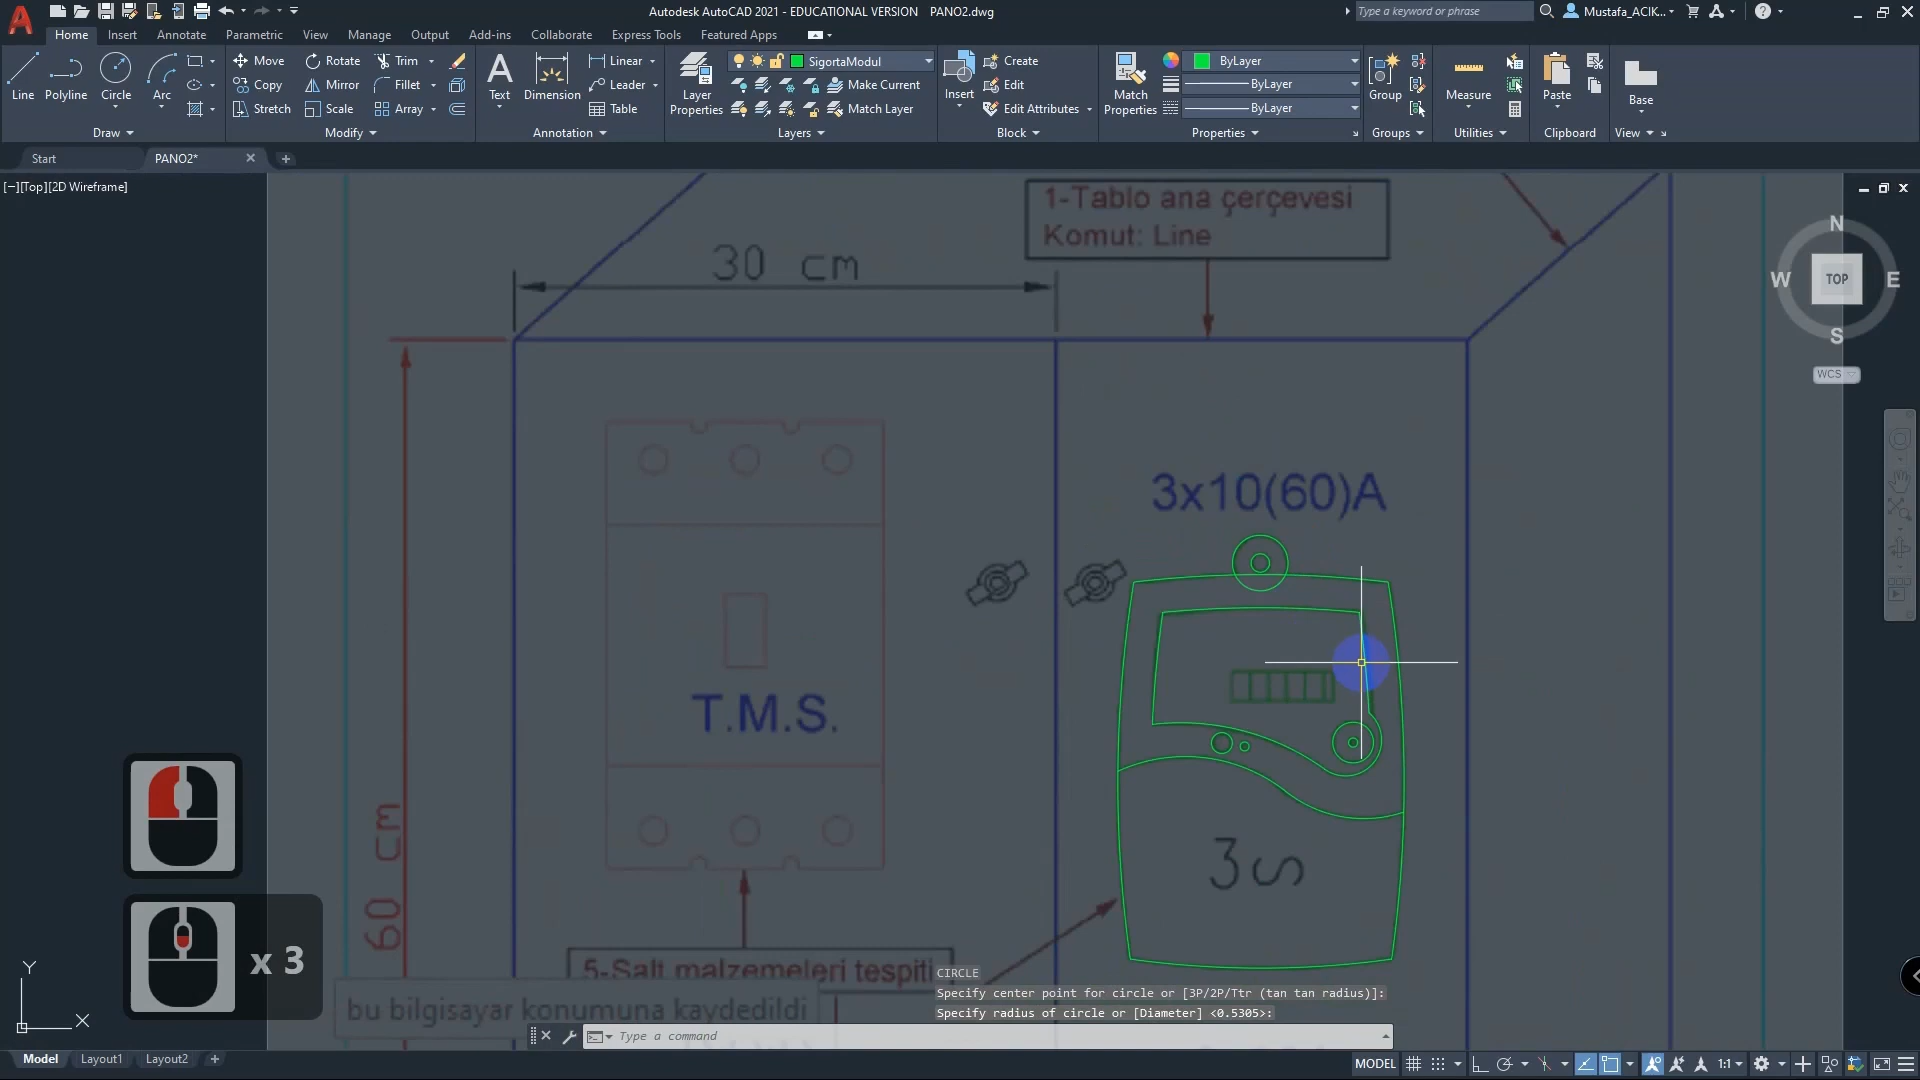 Autodesk AutoCAD 2021 - EDUCATIONAL VERSION PANO2.dwg
Type a keyword or phrase
Mustafa_ACIK...
Home Insert Annotate Parametric View Manage Output Add-ins Collaborate Express Tools Featured Apps
Line Polyline Circle Arc
Draw
Move Rotate Trim
Copy Mirror Fillet
Stretch Scale Array
Modify
Text Dimension
Linear
Leader
Table
Annotation
Layer Properties
SigortaModul
Make Current
Match Layer
Layers
Insert
Create
Edit
Edit Attributes
Block
Match Properties
ByLayer
ByLayer
ByLayer
Properties
Group
Groups
Measure
Utilities
Paste
Clipboard
Base
View
Start
PANO2*
[−][Top][2D Wireframe]
1-Tablo ana çerçevesi
Komut: Line
30 cm
N
W TOP E
S
WCS
3x10(60)A
T.M.S.
60 cm
3
x 3
5-Şalt malzemeleri tespiti
bu bilgisayar konumuna kaydedildi
CIRCLE
Specify center point for circle or [3P/2P/Ttr (tan tan radius)]:
Specify radius of circle or [Diameter] <0.5305>:
Type a command
Y
X
Model Layout1 Layout2
MODEL
1:1